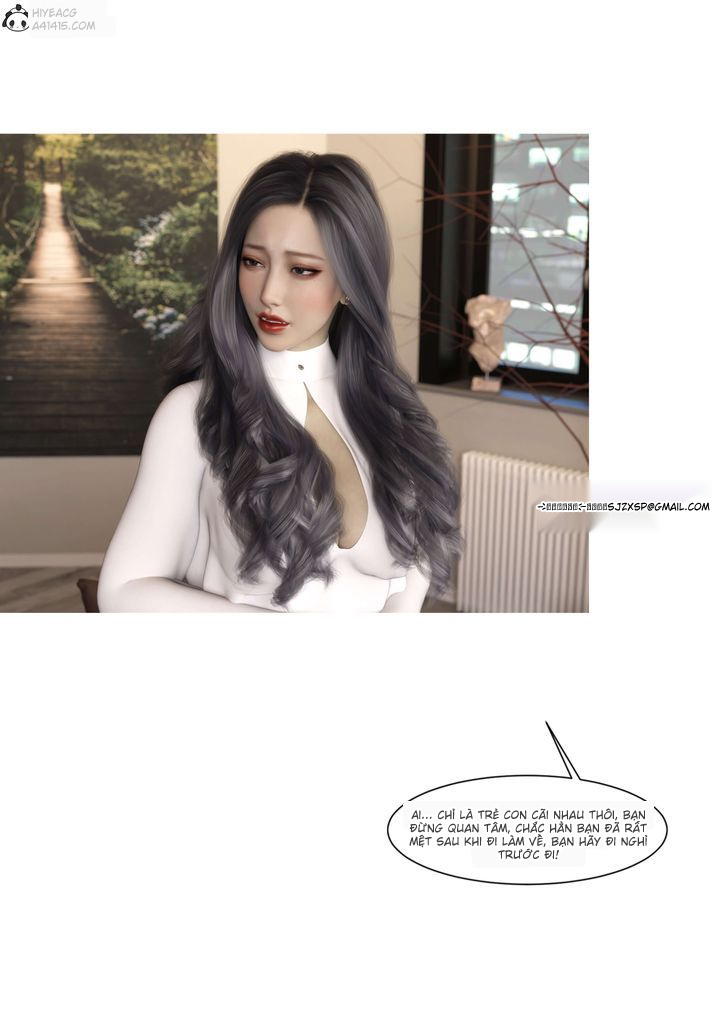 HIYEACG
A41415.COM
SJZXSP@GMAIL.COM
AI... CHỈ LÀ TRẺ CON CÃI NHAU THÔI, BẠN
ĐỪNG QUAN TÂM, CHẮC HẲN BẠN ĐÃ RẤT
MỆT SAU KHI ĐI LÀM VỀ, BẠN HÃY ĐI NGHỈ
TRƯỚC ĐI!